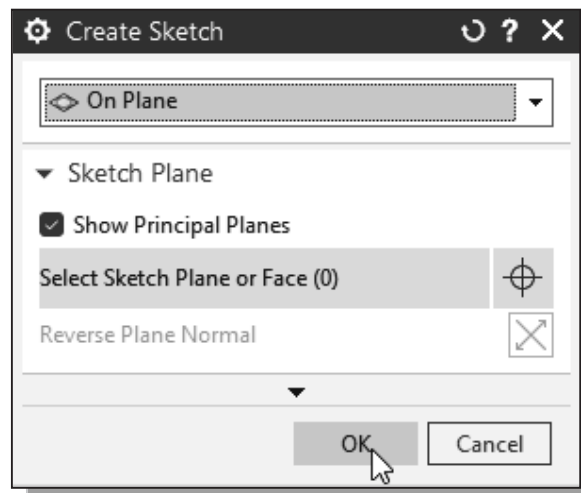 Create Sketch ?
On Plane
Sketch Plane
Show Principal Planes
Select Sketch Plane or Face (0)
Reverse Plane Normal
OK Cancel